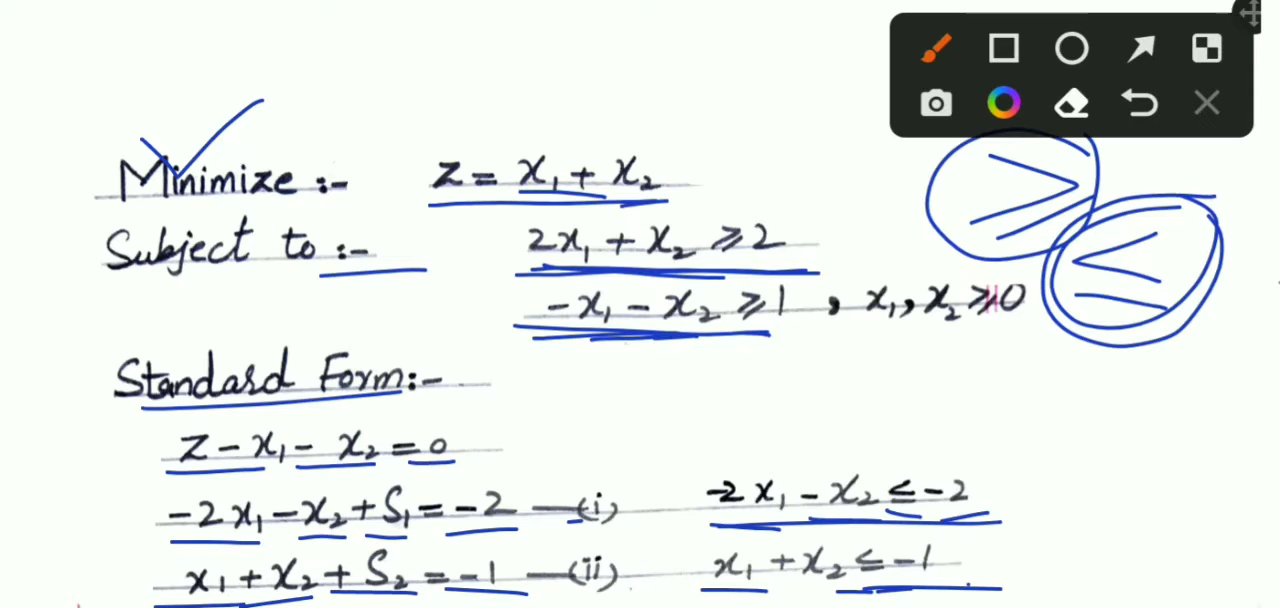 Minimize :- Z = x₁ + x₂
Subject to :- 2x₁ + x₂ ⩾ 2
-x₁ - x₂ ⩾ 1 , x₁, x₂ ⩾ 0
Standard Form:-
Z - x₁ - x₂ = 0
-2x₁ - x₂ + S₁ = -2 —(i) -2x₁ - x₂ ≤ -2
x₁ + x₂ + S₂ = -1 —(ii) x₁ + x₂ ≤ -1